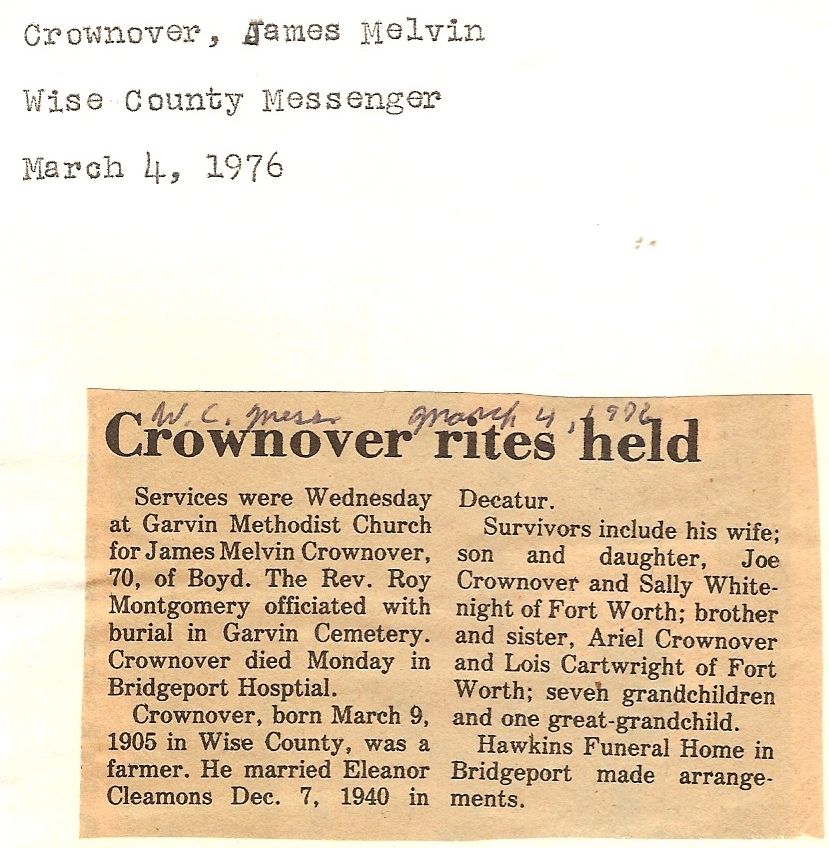 Crownover, James Melvin
Wise County Messenger
March 4, 1976
W. C. Mess. March 4, 1976
Crownover rites held
Services were Wednesday
at Garvin Methodist Church
for James Melvin Crownover,
70, of Boyd. The Rev. Roy
Montgomery officiated with
burial in Garvin Cemetery.
Crownover died Monday in
Bridgeport Hosptial.
Crownover, born March 9,
1905 in Wise County, was a
farmer. He married Eleanor
Cleamons Dec. 7, 1940 in
Decatur.
Survivors include his wife;
son and daughter, Joe
Crownover and Sally White-
night of Fort Worth; brother
and sister, Ariel Crownover
and Lois Cartwright of Fort
Worth; seveh grandchildren
and one great-grandchild.
Hawkins Funeral Home in
Bridgeport made arrange-
ments.